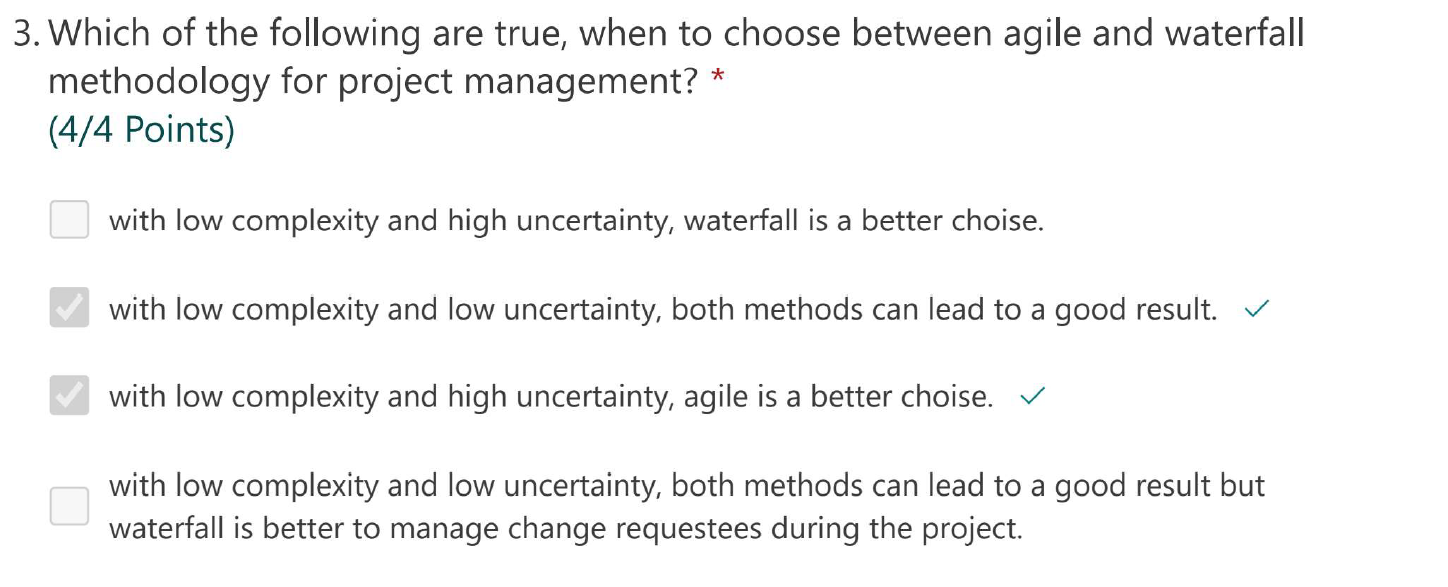 3. Which of the following are true, when to choose between agile and waterfall
methodology for project management? *
(4/4 Points)
with low complexity and high uncertainty, waterfall is a better choise.
with low complexity and low uncertainty, both methods can lead to a good result.
with low complexity and high uncertainty, agile is a better choise.
with low complexity and low uncertainty, both methods can lead to a good result but
waterfall is better to manage change requestees during the project.